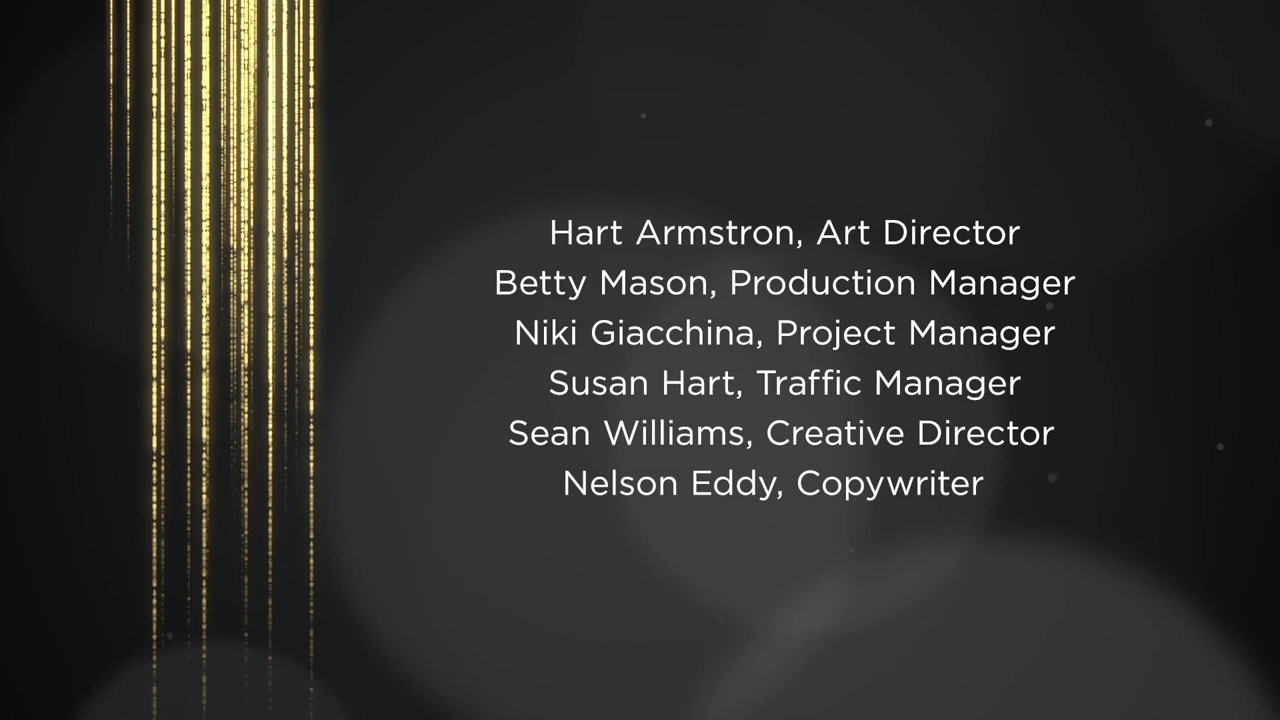 Hart Armstron, Art Director
Betty Mason, Production Manager
Niki Giacchina, Project Manager
Susan Hart, Traffic Manager
Sean Williams, Creative Director
Nelson Eddy, Copywriter